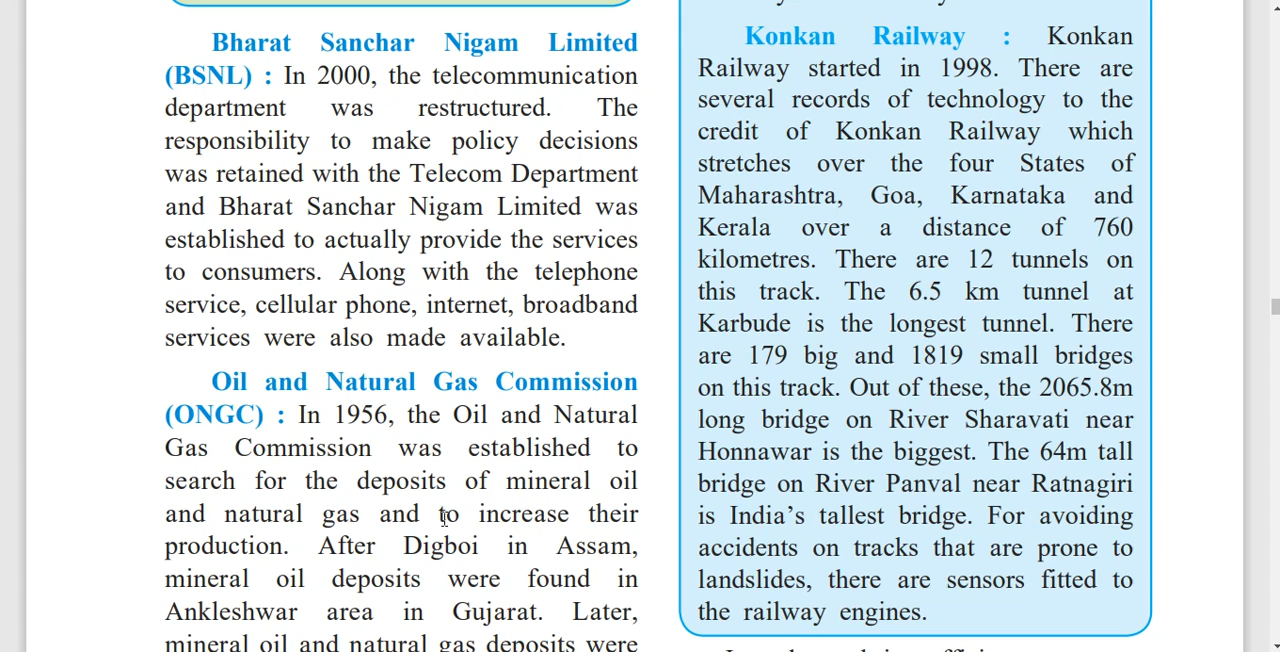 Bharat Sanchar Nigam Limited
(BSNL) : In 2000, the telecommunication
department was restructured. The
responsibility to make policy decisions
was retained with the Telecom Department
and Bharat Sanchar Nigam Limited was
established to actually provide the services
to consumers. Along with the telephone
service, cellular phone, internet, broadband
services were also made available.
Oil and Natural Gas Commission
(ONGC) : In 1956, the Oil and Natural
Gas Commission was established to
search for the deposits of mineral oil
and natural gas and to increase their
production. After Digboi in Assam,
mineral oil deposits were found in
Ankleshwar area in Gujarat. Later,
mineral oil and natural gas deposits were
Konkan Railway : Konkan
Railway started in 1998. There are
several records of technology to the
credit of Konkan Railway which
stretches over the four States of
Maharashtra, Goa, Karnataka and
Kerala over a distance of 760
kilometres. There are 12 tunnels on
this track. The 6.5 km tunnel at
Karbude is the longest tunnel. There
are 179 big and 1819 small bridges
on this track. Out of these, the 2065.8m
long bridge on River Sharavati near
Honnawar is the biggest. The 64m tall
bridge on River Panval near Ratnagiri
is India's tallest bridge. For avoiding
accidents on tracks that are prone to
landslides, there are sensors fitted to
the railway engines.